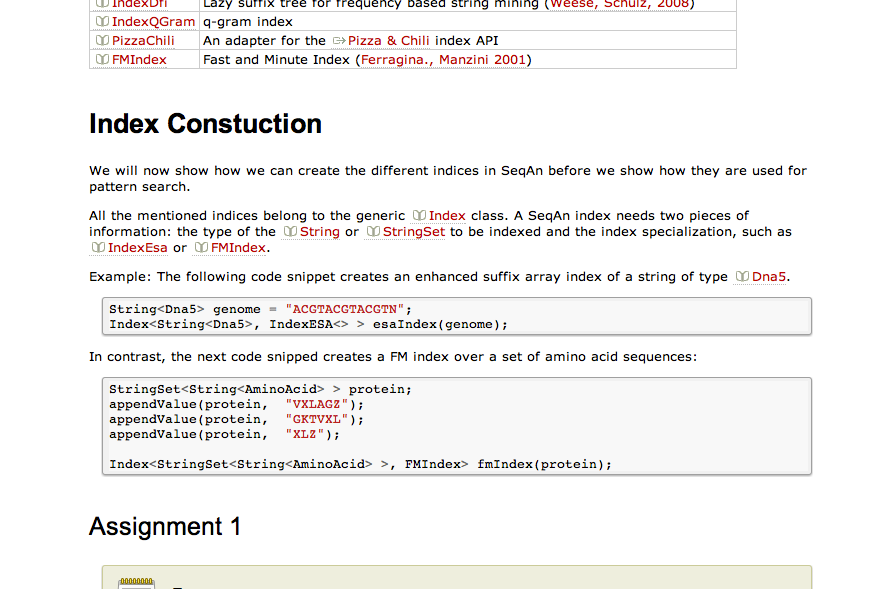 IndexDfi Lazy suffix tree for frequency based string mining (Weese, Schulz, 2008)
IndexQGram q-gram index
PizzaChili An adapter for the Pizza & Chili index API
FMIndex Fast and Minute Index (Ferragina., Manzini 2001)
Index Constuction
We will now show how we can create the different indices in SeqAn before we show how they are used for
pattern search.
All the mentioned indices belong to the generic Index class. A SeqAn index needs two pieces of
information: the type of the String or StringSet to be indexed and the index specialization, such as
IndexEsa or FMIndex.
Example: The following code snippet creates an enhanced suffix array index of a string of type Dna5.
String<Dna5> genome = "ACGTACGTACGTN";
Index<String<Dna5>, IndexESA<> > esaIndex(genome);
In contrast, the next code snipped creates a FM index over a set of amino acid sequences:
StringSet<String<AminoAcid> > protein;
appendValue(protein, "VXLAGZ");
appendValue(protein, "GKTVXL");
appendValue(protein, "XLZ");
Index<StringSet<String<AminoAcid> >, FMIndex> fmIndex(protein);
Assignment 1